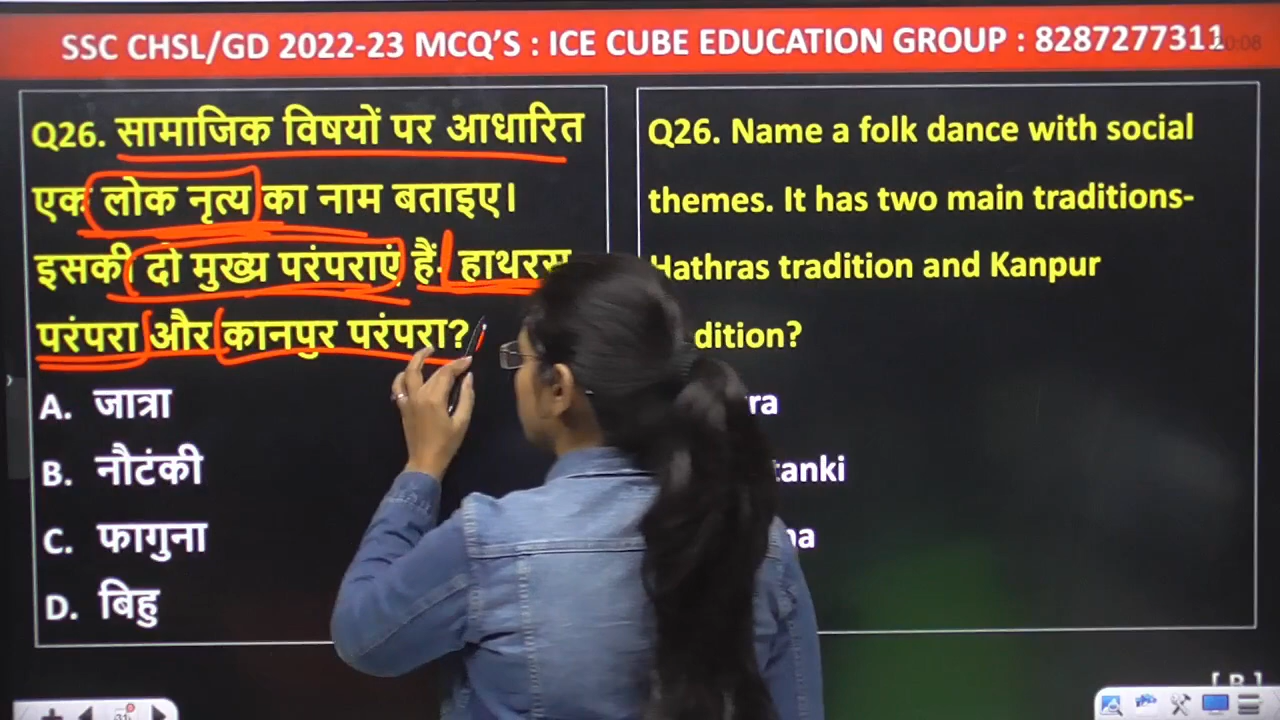 SSC CHSL/GD 2022-23 MCQ’S : ICE CUBE EDUCATION GROUP : 8287277311
Q26. सामाजिक विषयों पर आधारित
एक लोक नृत्य का नाम बताइए।
इसकी दो मुख्य परंपराएं हैं- हाथरस
परंपरा और कानपुर परंपरा?
A. जात्रा
B. नौटंकी
C. फागुना
D. बिहु
Q26. Name a folk dance with social
themes. It has two main traditions-
Hathras tradition and Kanpur
dition?
ra
tanki
na
[ B ]